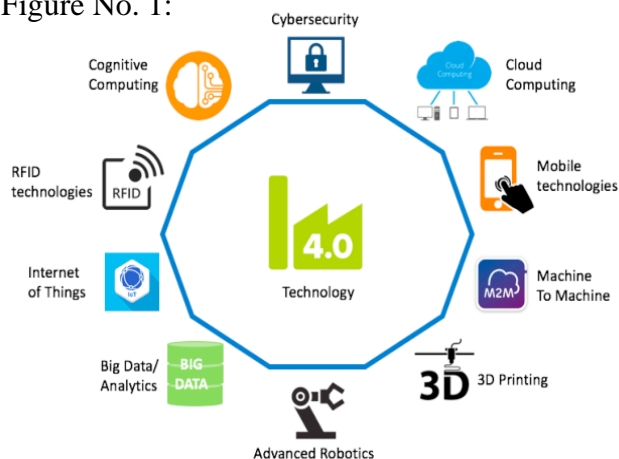 Figure No. 1:
Cybersecurity
Cognitive
Computing
Cloud
Computing
Cloud
Computing
RFID
technologies
RFID
Mobile
technologies
4.0
Technology
Internet
of Things
IoT
M2M
Machine
To Machine
Big Data/
Analytics
BIG
DATA
3D
3D Printing
Advanced Robotics